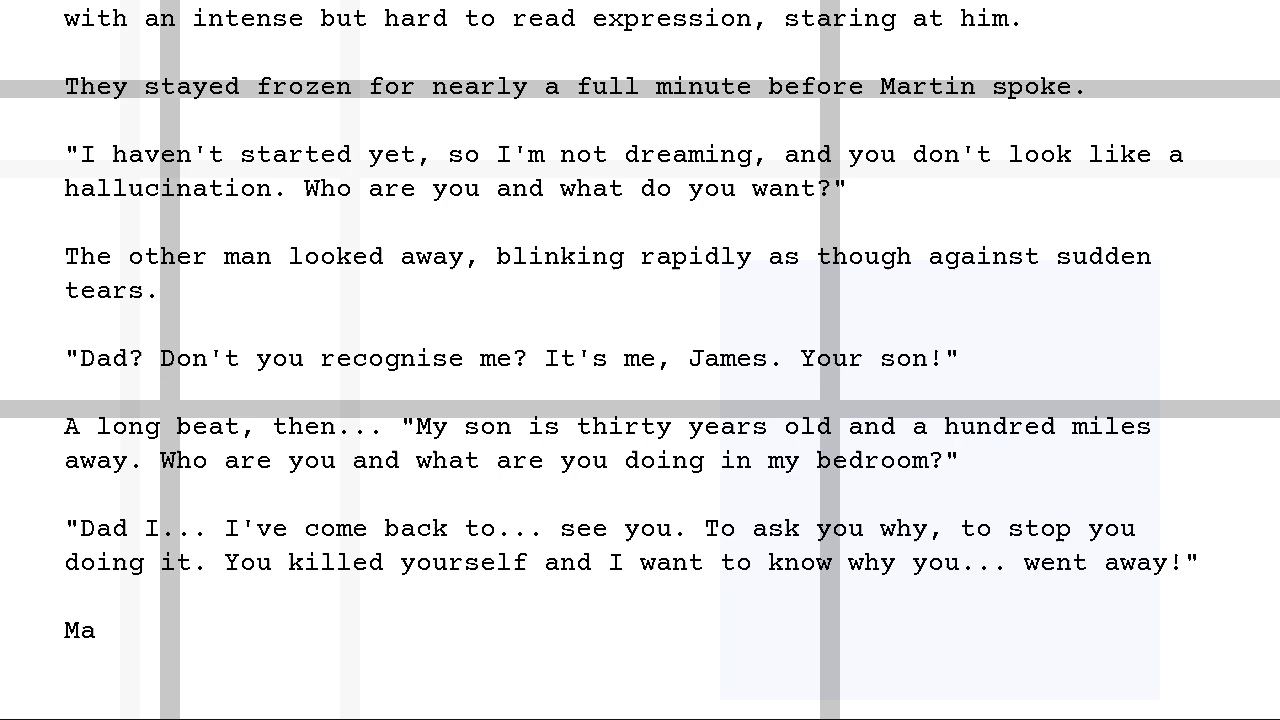 with an intense but hard to read expression, staring at him.
They stayed frozen for nearly a full minute before Martin spoke.
"I haven't started yet, so I'm not dreaming, and you don't look like a
hallucination. Who are you and what do you want?"
The other man looked away, blinking rapidly as though against sudden
tears.
"Dad? Don't you recognise me? It's me, James. Your son!"
A long beat, then... "My son is thirty years old and a hundred miles
away. Who are you and what are you doing in my bedroom?"
"Dad I... I've come back to... see you. To ask you why, to stop you
doing it. You killed yourself and I want to know why you... went away!"
Ma